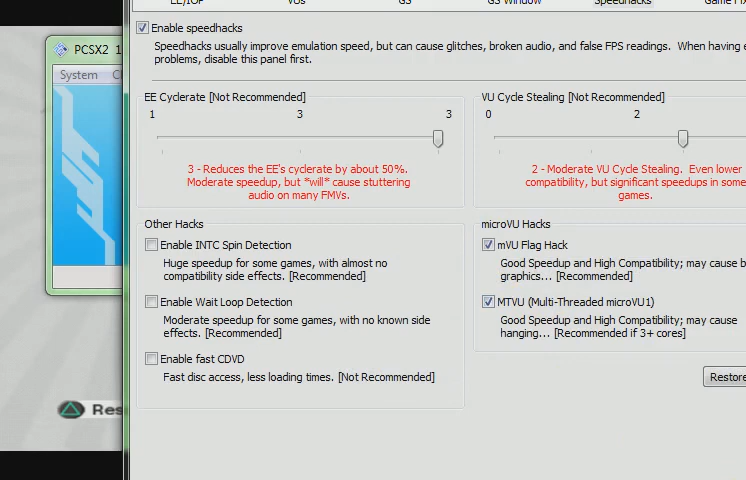 EE/IOP VUs GS GS Window Speedhacks Game Fi
PCSX2 1
System C
Enable speedhacks
Speedhacks usually improve emulation speed, but can cause glitches, broken audio, and false FPS readings. When having e
problems, disable this panel first.
EE Cyclerate [Not Recommended]
1 3 3
3 - Reduces the EE's cyclerate by about 50%.
Moderate speedup, but *will* cause stuttering
audio on many FMVs.
VU Cycle Stealing [Not Recommended]
0 2
2 - Moderate VU Cycle Stealing. Even lower
compatibility, but significant speedups in some
games.
Other Hacks
Enable INTC Spin Detection
Huge speedup for some games, with almost no
compatibility side effects. [Recommended]
Enable Wait Loop Detection
Moderate speedup for some games, with no known side
effects. [Recommended]
Enable fast CDVD
Fast disc access, less loading times. [Not Recommended]
microVU Hacks
mVU Flag Hack
Good Speedup and High Compatibility; may cause b
graphics... [Recommended]
MTVU (Multi-Threaded microVU1)
Good Speedup and High Compatibility; may cause
hanging... [Recommended if 3+ cores]
Restore
Res